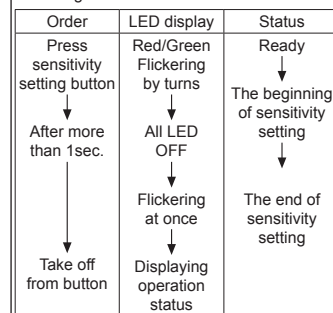 Order LED display Status
Press
sensitivity
setting button
After more
than 1sec.
Take off
from button
Red/Green
Flickering
by turns
All LED
OFF
Flickering
at once
Displaying
operation
status
Ready
The beginning
of sensitivity
setting
The end of
sensitivity
setting